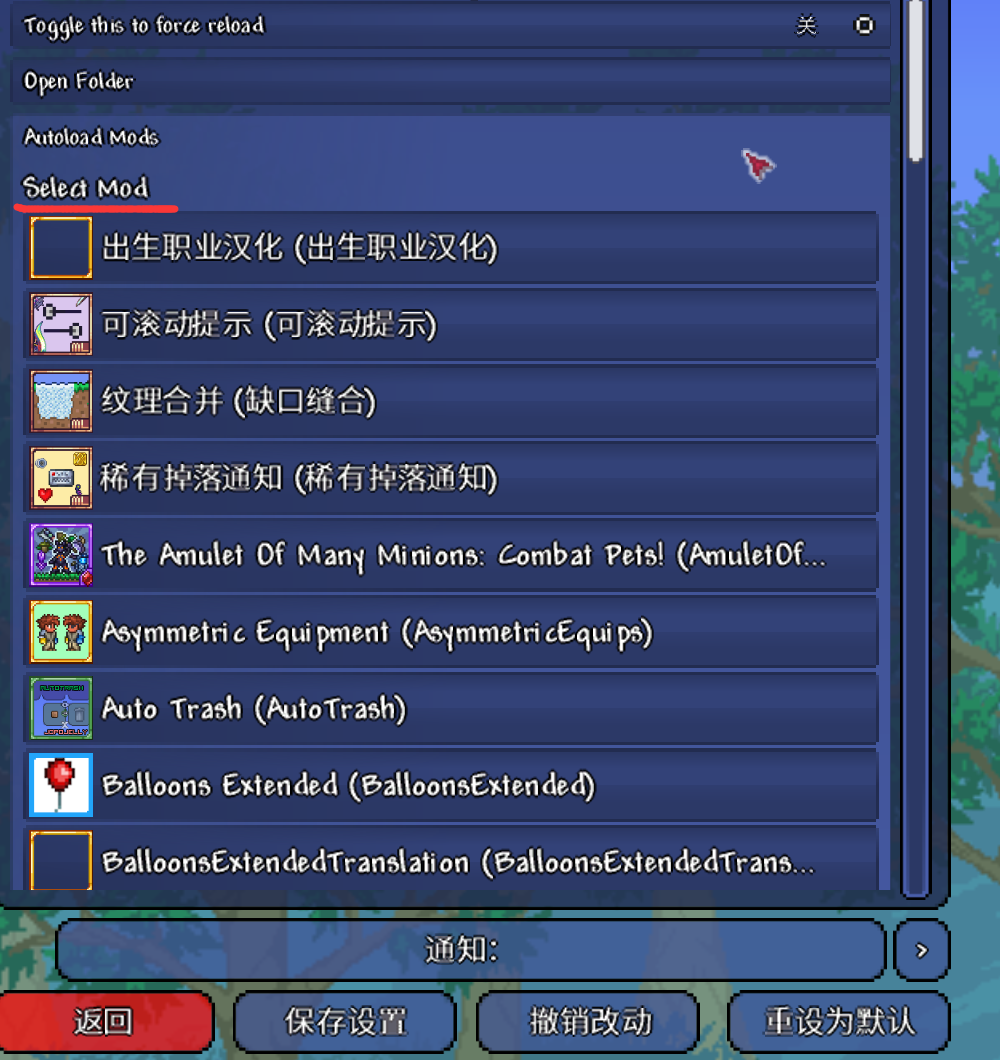 Toggle this to force reload 关
Open Folder
Autoload Mods
Select Mod
出生职业汉化 (出生职业汉化)
可滚动提示 (可滚动提示)
纹理合并 (缺口缝合)
稀有掉落通知 (稀有掉落通知)
The Amulet Of Many Minions: Combat Pets! (AmuletOf...
Asymmetric Equipment (AsymmetricEquips)
Auto Trash (AutoTrash)
Balloons Extended (BalloonsExtended)
BalloonsExtendedTranslation (BalloonsExtendedTrans...
通知: >
返回 保存设置 撤销改动 重设为默认